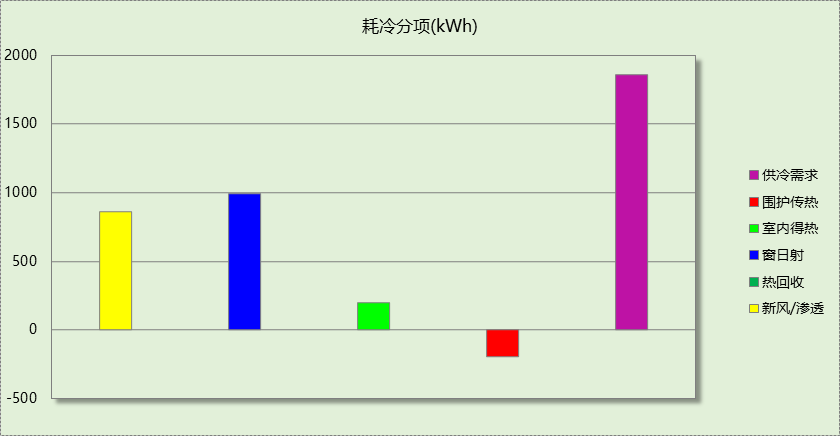 耗冷分项(kWh)
2000
1500
1000
500
0
-500
供冷需求
围护传热
室内得热
窗日射
热回收
新风/渗透